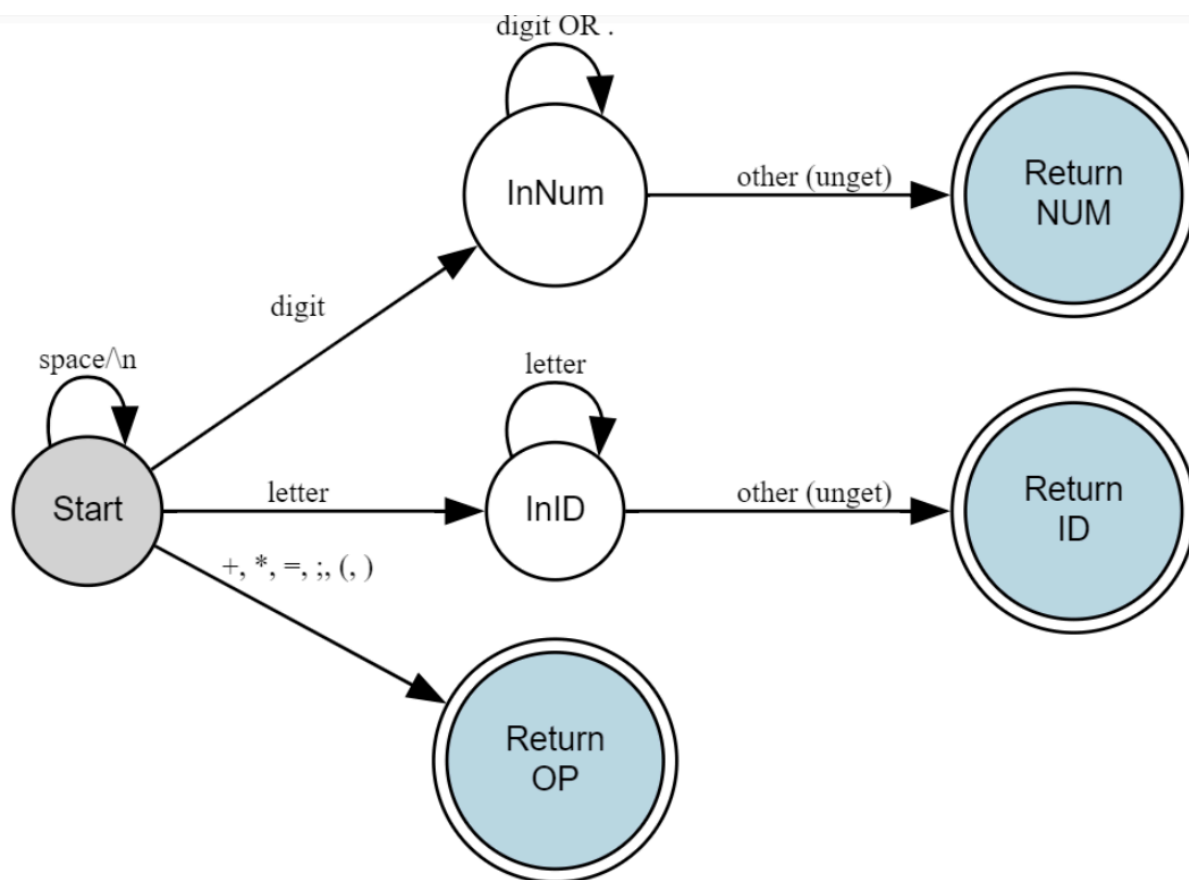 digit OR .
InNum
other (unget)
Return
NUM
digit
space/\n
letter
Start
letter
InID
other (unget)
Return
ID
+, *, =, ;, (, )
Return
OP